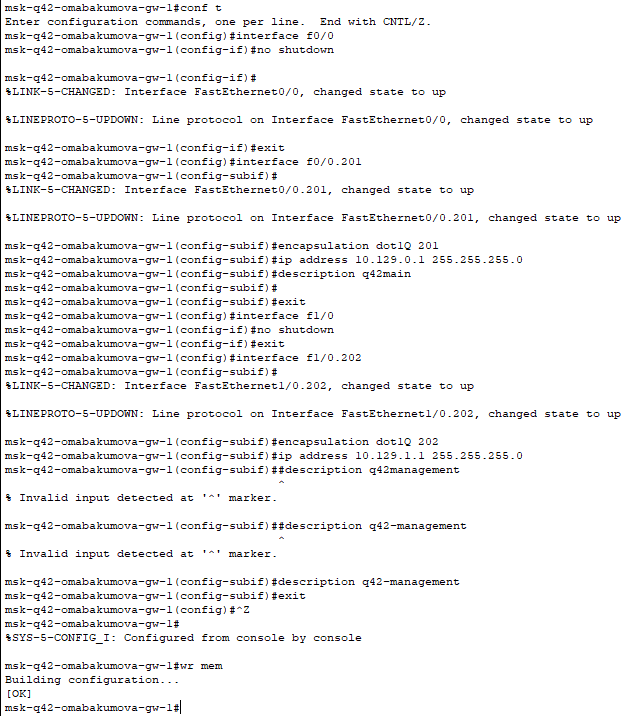 msk-q42-omabakumova-gw-1#conf t
Enter configuration commands, one per line.  End with CNTL/Z.
msk-q42-omabakumova-gw-1(config)#interface f0/0
msk-q42-omabakumova-gw-1(config-if)#no shutdown
msk-q42-omabakumova-gw-1(config-if)#
%LINK-5-CHANGED: Interface FastEthernet0/0, changed state to up
%LINEPROTO-5-UPDOWN: Line protocol on Interface FastEthernet0/0, changed state to up
msk-q42-omabakumova-gw-1(config-if)#exit
msk-q42-omabakumova-gw-1(config)#interface f0/0.201
msk-q42-omabakumova-gw-1(config-subif)#
%LINK-5-CHANGED: Interface FastEthernet0/0.201, changed state to up
%LINEPROTO-5-UPDOWN: Line protocol on Interface FastEthernet0/0.201, changed state to up
msk-q42-omabakumova-gw-1(config-subif)#encapsulation dot1Q 201
msk-q42-omabakumova-gw-1(config-subif)#ip address 10.129.0.1 255.255.255.0
msk-q42-omabakumova-gw-1(config-subif)#description q42main
msk-q42-omabakumova-gw-1(config-subif)#
msk-q42-omabakumova-gw-1(config-subif)#exit
msk-q42-omabakumova-gw-1(config)#interface f1/0
msk-q42-omabakumova-gw-1(config-if)#no shutdown
msk-q42-omabakumova-gw-1(config-if)#exit
msk-q42-omabakumova-gw-1(config)#interface f1/0.202
msk-q42-omabakumova-gw-1(config-subif)#
%LINK-5-CHANGED: Interface FastEthernet1/0.202, changed state to up
%LINEPROTO-5-UPDOWN: Line protocol on Interface FastEthernet1/0.202, changed state to up
msk-q42-omabakumova-gw-1(config-subif)#encapsulation dot1Q 202
msk-q42-omabakumova-gw-1(config-subif)#ip address 10.129.1.1 255.255.255.0
msk-q42-omabakumova-gw-1(config-subif)##description q42management
^
% Invalid input detected at '^' marker.
msk-q42-omabakumova-gw-1(config-subif)##description q42-management
^
% Invalid input detected at '^' marker.
msk-q42-omabakumova-gw-1(config-subif)#description q42-management
msk-q42-omabakumova-gw-1(config-subif)#exit
msk-q42-omabakumova-gw-1(config)#^Z
msk-q42-omabakumova-gw-1#
%SYS-5-CONFIG_I: Configured from console by console
msk-q42-omabakumova-gw-1#wr mem
Building configuration...
[OK]
msk-q42-omabakumova-gw-1#